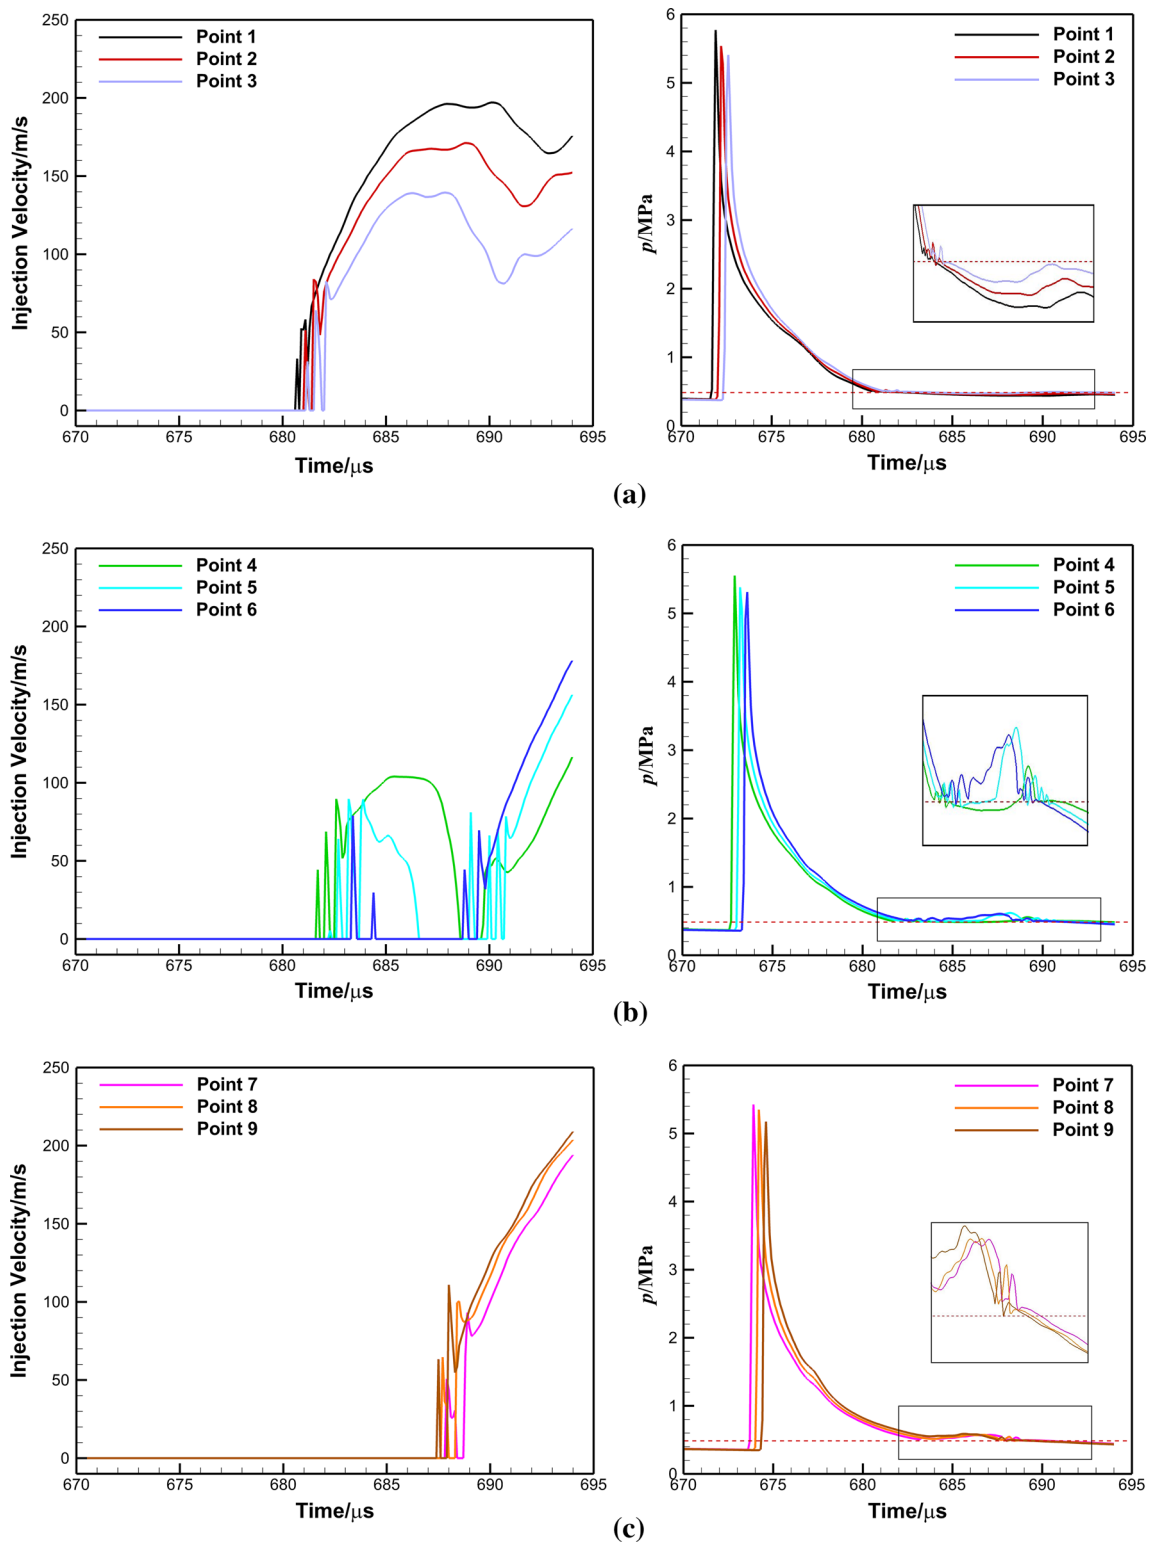 250
200
150
100
50
0
Injection Velocity/m/s
Point 1
Point 2
Point 3
670 675 680 685 690 695
Time/μs
6
5
4
3
2
1
0
p/MPa
Point 1
Point 2
Point 3
670 675 680 685 690 695
Time/μs
(a)
250
200
150
100
50
0
Injection Velocity/m/s
Point 4
Point 5
Point 6
670 675 680 685 690 695
Time/μs
6
5
4
3
2
1
0
p/MPa
Point 4
Point 5
Point 6
670 675 680 685 690 695
Time/μs
(b)
250
200
150
100
50
0
Injection Velocity/m/s
Point 7
Point 8
Point 9
670 675 680 685 690 695
Time/μs
6
5
4
3
2
1
0
p/MPa
Point 7
Point 8
Point 9
670 675 680 685 690 695
Time/μs
(c)